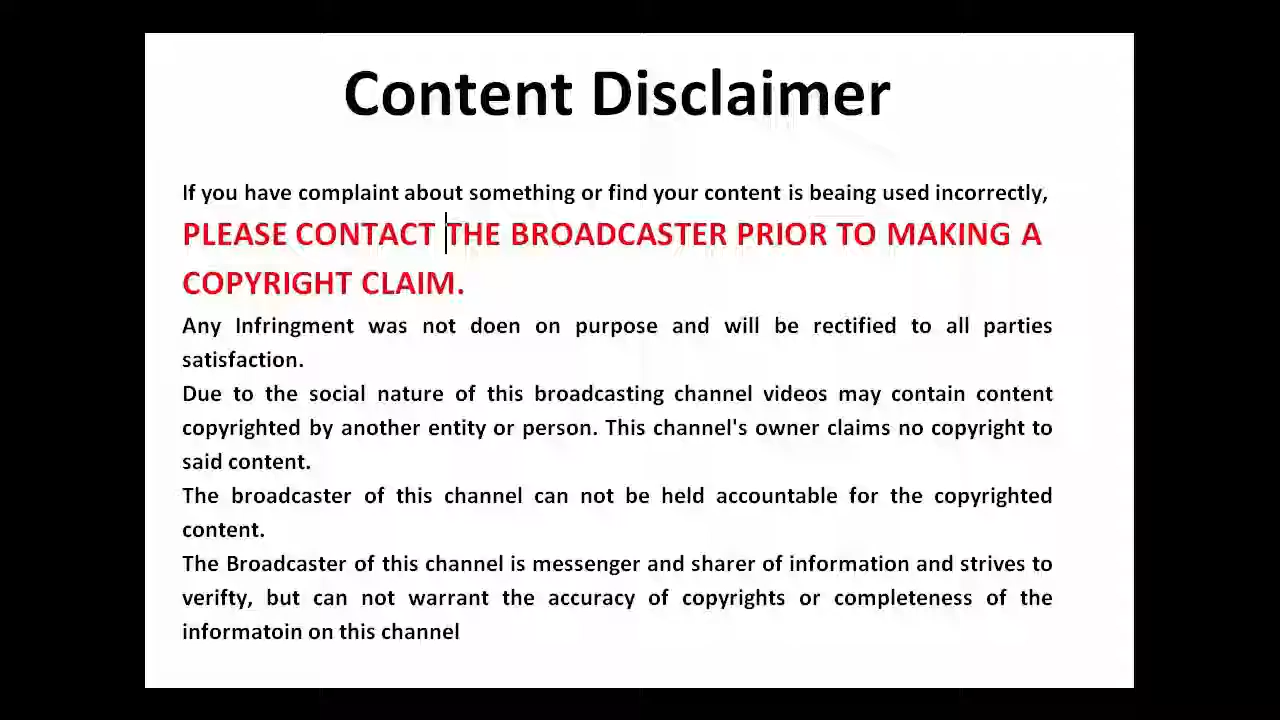 Content Disclaimer
If you have complaint about something or find your content is beaing used incorrectly,
PLEASE CONTACT THE BROADCASTER PRIOR TO MAKING A
COPYRIGHT CLAIM.
Any Infringment was not doen on purpose and will be rectified to all parties
satisfaction.
Due to the social nature of this broadcasting channel videos may contain content
copyrighted by another entity or person. This channel's owner claims no copyright to
said content.
The broadcaster of this channel can not be held accountable for the copyrighted
content.
The Broadcaster of this channel is messenger and sharer of information and strives to
verifty, but can not warrant the accuracy of copyrights or completeness of the
informatoin on this channel